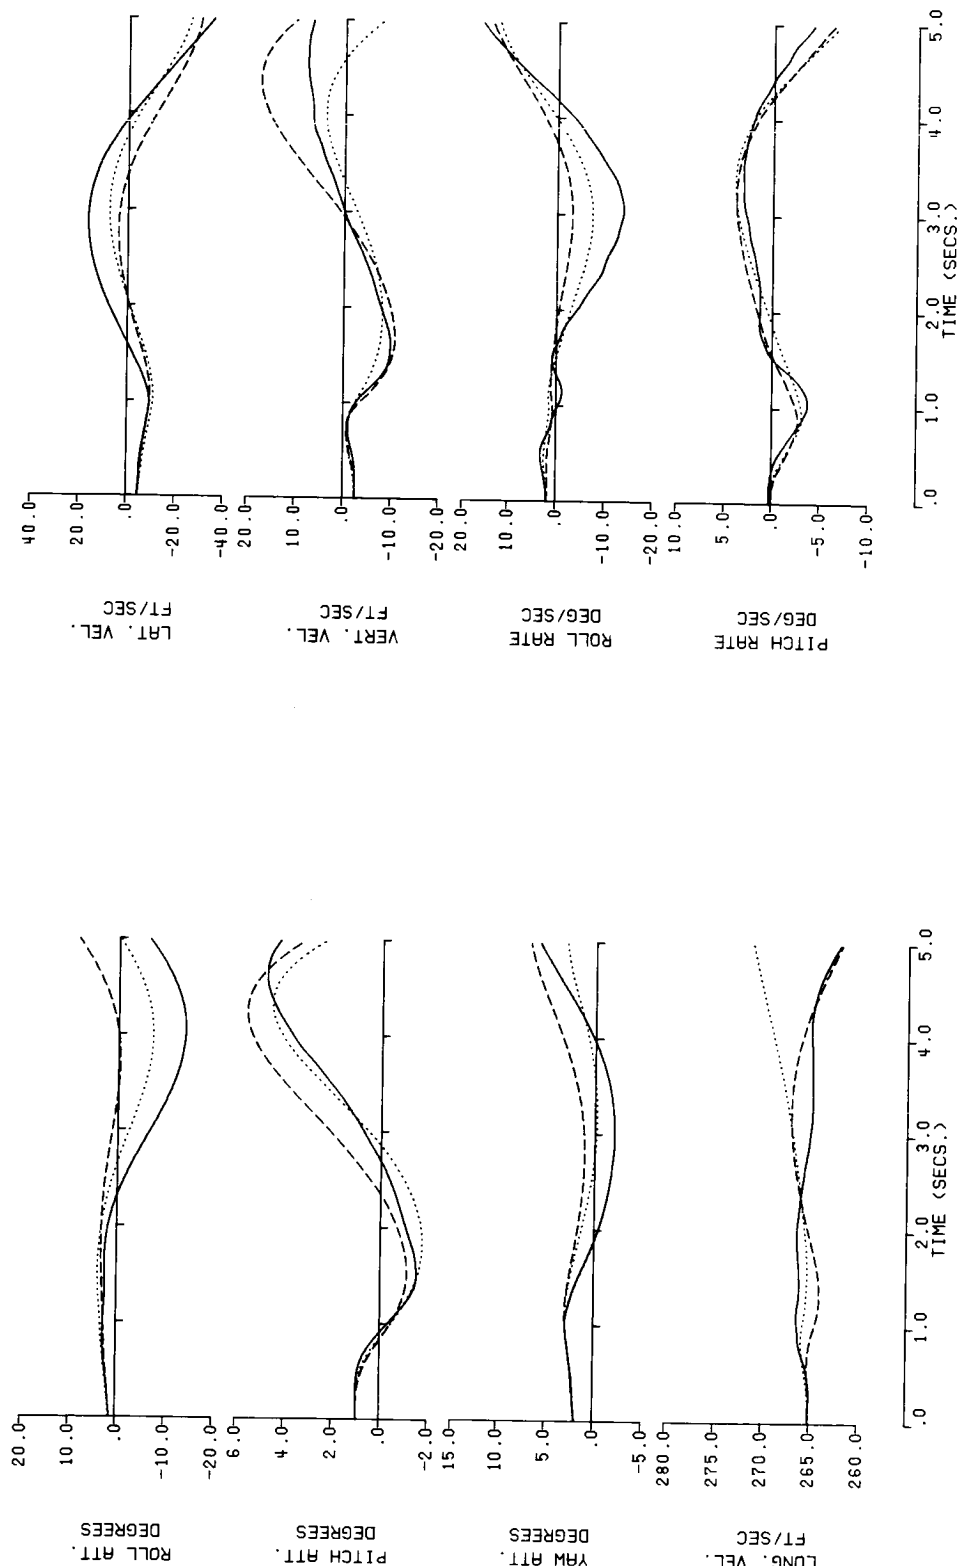 LAT. VEL.
FT/SEC
40.0
20.0
.0
-20.0
-40.0
VERT. VEL.
FT/SEC
20.0
10.0
.0
-10.0
-20.0
ROLL RATE
DEG/SEC
20.0
10.0
.0
-10.0
-20.0
PITCH RATE
DEG/SEC
10.0
5.0
.0
-5.0
-10.0
.0 1.0 2.0 3.0 4.0 5.0
TIME (SECS.)
ROLL ATT.
DEGREES
20.0
10.0
.0
-10.0
-20.0
PITCH ATT.
DEGREES
6.0
4.0
2.0
.0
-2.0
YAW ATT.
DEGREES
15.0
10.0
5.0
.0
-5.0
LONG. VEL.
FT/SEC
280.0
275.0
270.0
265.0
260.0
.0 1.0 2.0 3.0 4.0 5.0
TIME (SECS.)